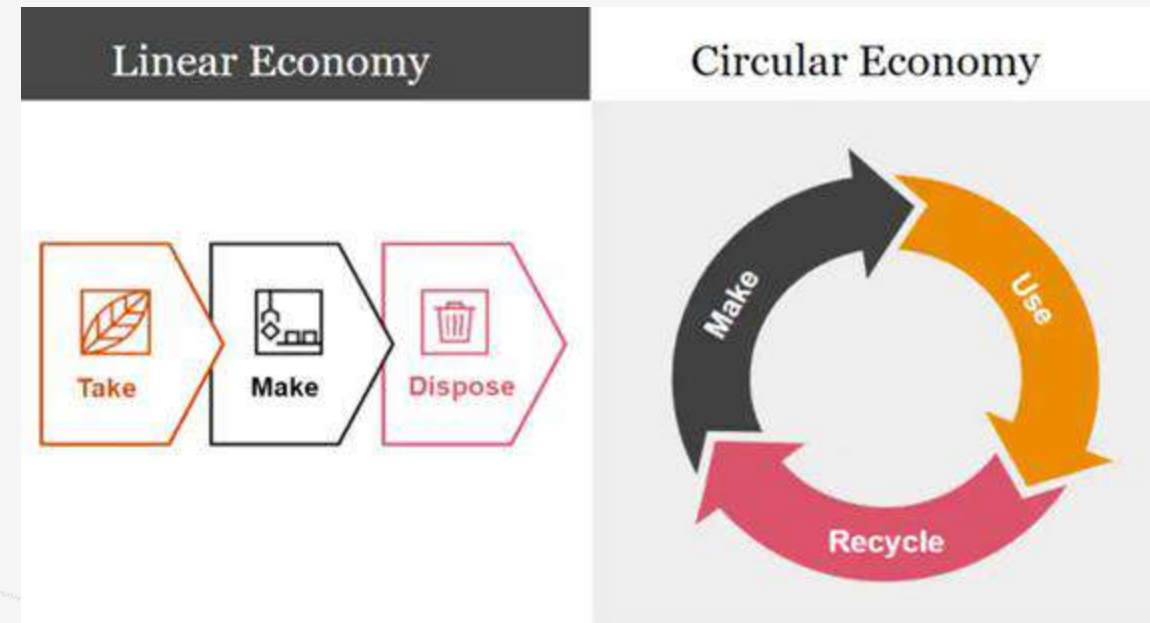 Linear Economy
Circular Economy
Take
Make
Dispose
Make
Use
Recycle